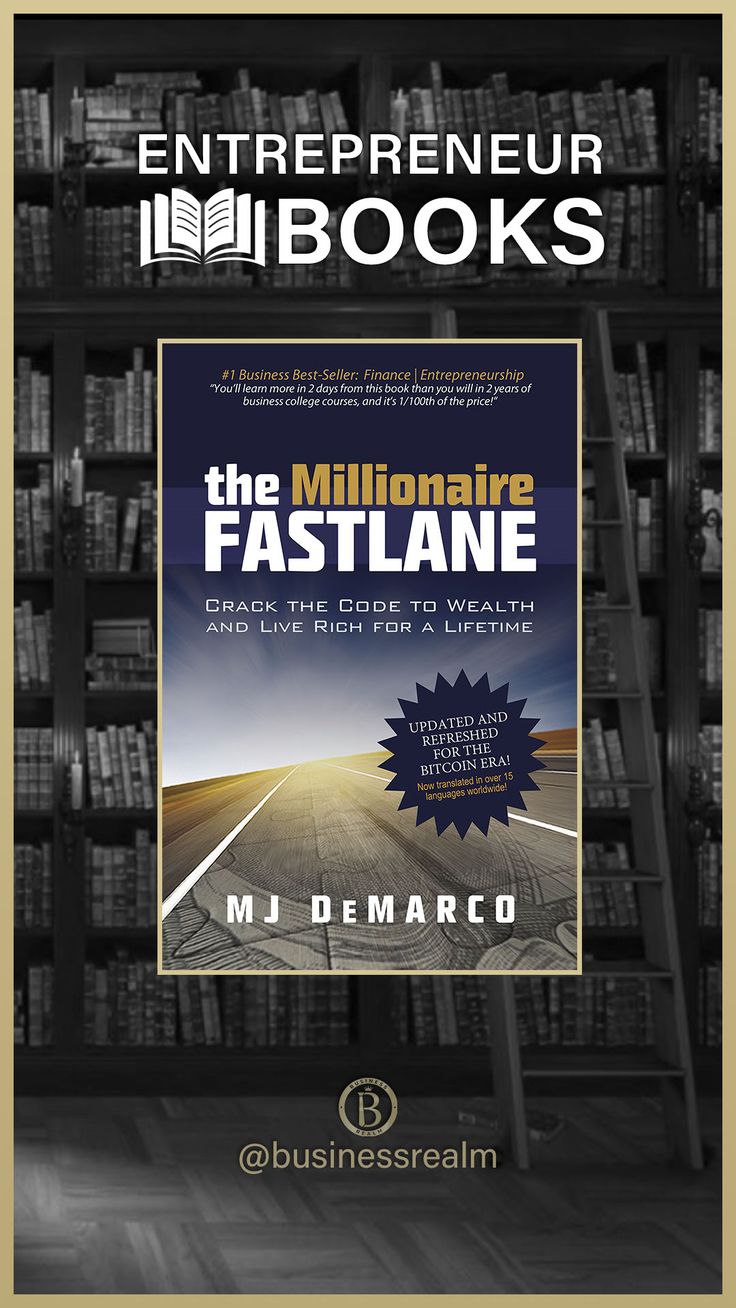 ENTREPRENEUR
BOOKS
#1 Business Best-Seller: Finance | Entrepreneurship
"You'll learn more in 2 days from this book than you will in 2 years of
business college courses, and it's 1/100th of the price!"
the Millionaire
FASTLANE
CRACK THE CODE TO WEALTH
AND LIVE RICH FOR A LIFETIME
UPDATED AND
REFRESHED
FOR THE
BITCOIN ERA!
Now translated in over 15
languages worldwide!
MJ DEMARCO
BUSINESS
B
REALM
@businessrealm